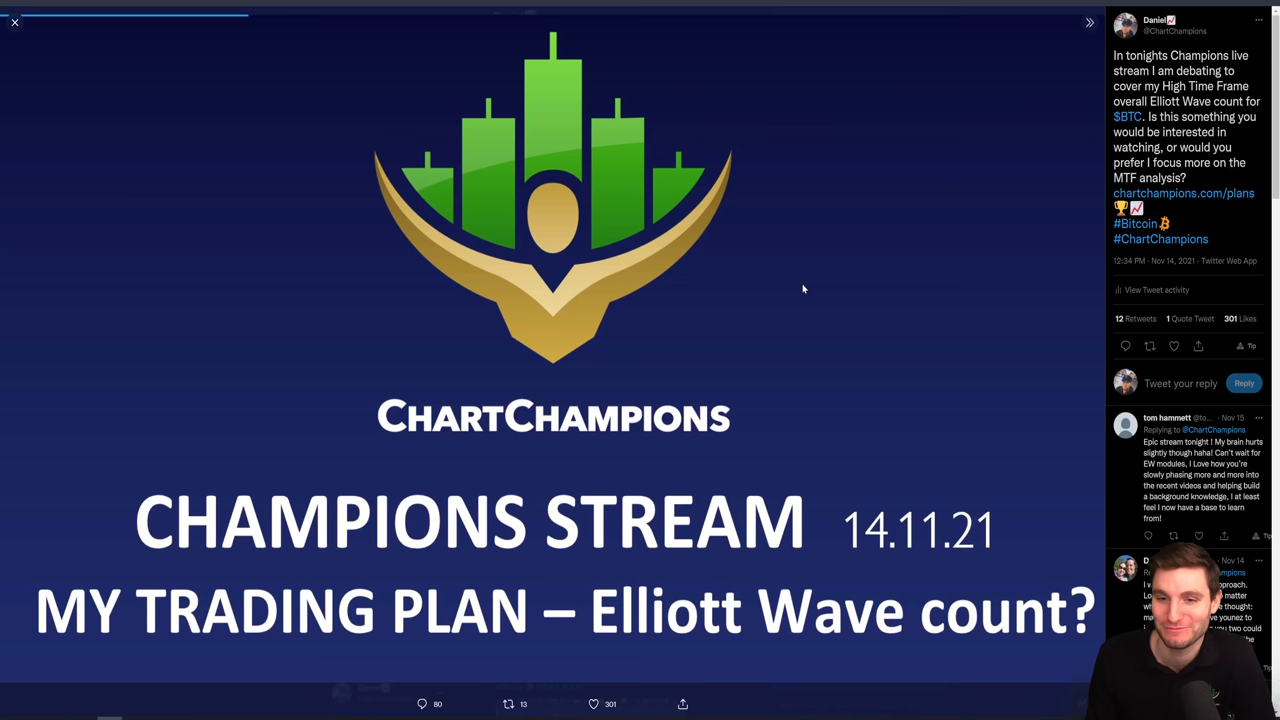 CHARTCHAMPIONS
CHAMPIONS STREAM 14.11.21
MY TRADING PLAN – Elliott Wave count?
80
13
301
Daniel
@ChartChampions
In tonights Champions live
stream I am debating to
cover my High Time Frame
overall Elliott Wave count for
$BTC. Is this something you
would be interested in
watching, or would you
prefer I focus more on the
MTF analysis?
chartchampions.com/plans
#Bitcoin
#ChartChampions
12:34 PM · Nov 14, 2021 · Twitter Web App
View Tweet activity
12 Retweets 1 Quote Tweet 301 Likes
Tip
Tweet your reply
Reply
tom hammett @to... · Nov 15
Replying to @ChartChampions
Epic stream tonight ! My brain hurts
slightly though haha! Can't wait for
EW modules, I Love how you're
slowly phasing more and more into
the recent videos and helping build
a background knowledge, I at least
feel I now have a base to learn
from!
Tip
Nov 14